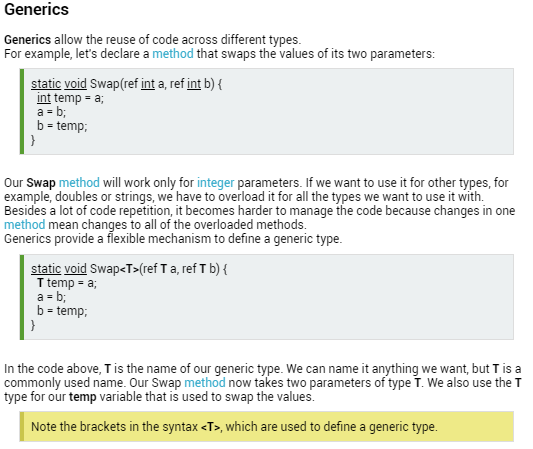 Generics
Generics allow the reuse of code across different types.
For example, let's declare a method that swaps the values of its two parameters:
static void Swap(ref int a, ref int b) {
int temp = a;
a = b;
b = temp;
}
Our Swap method will work only for integer parameters. If we want to use it for other types, for
example, doubles or strings, we have to overload it for all the types we want to use it with.
Besides a lot of code repetition, it becomes harder to manage the code because changes in one
method mean changes to all of the overloaded methods.
Generics provide a flexible mechanism to define a generic type.
static void Swap<T>(ref T a, ref T b) {
T temp = a;
a = b;
b = temp;
}
In the code above, T is the name of our generic type. We can name it anything we want, but T is a
commonly used name. Our Swap method now takes two parameters of type T. We also use the T
type for our temp variable that is used to swap the values.
Note the brackets in the syntax <T>, which are used to define a generic type.